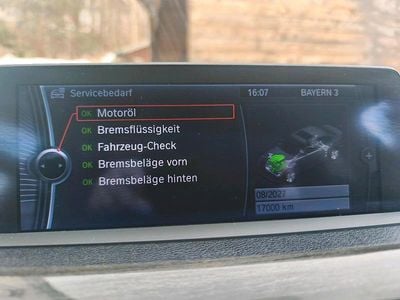 Servicebedarf 16:07 BAYERN 3
OK Motoröl
OK Bremsflüssigkeit
OK Fahrzeug-Check
OK Bremsbeläge vorn
OK Bremsbeläge hinten
08/2027
17000 km